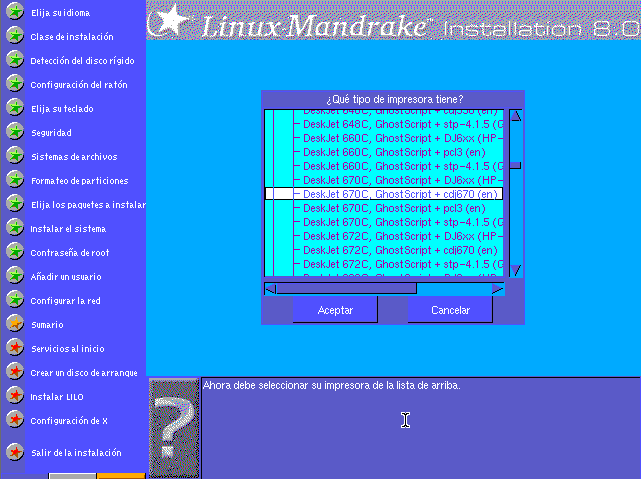 Elija su idioma
Clase de instalación
Detección del disco rígido
Configuración del ratón
Elija su teclado
Seguridad
Sistemas de archivos
Formateo de particiones
Elija los paquetes a instalar
Instalar el sistema
Contraseña de root
Añadir un usuario
Configurar la red
Sumario
Servicios al inicio
Crear un disco de arranque
Instalar LILO
Configuración de X
Salir de la instalación
Linux Mandrake Installation 8.0
¿Qué tipo de impresora tiene?
DeskJet 648C, GhostScript + stp-4.1.5 (G
DeskJet 660C, GhostScript + DJ6xx (HP-
DeskJet 660C, GhostScript + pcl3 (en)
DeskJet 660C, GhostScript + stp-4.1.5 (G
DeskJet 670C, GhostScript + DJ6xx (HP-
DeskJet 670C, GhostScript + cdj670 (en)
DeskJet 670C, GhostScript + pcl3 (en)
DeskJet 670C, GhostScript + stp-4.1.5 (G
DeskJet 672C, GhostScript + DJ6xx (HP-
DeskJet 672C, GhostScript + cdj670 (en)
DeskJet 672C, GhostScript + stp-4.1.5 (G
Aceptar
Cancelar
Ahora debe seleccionar su impresora de la lista de arriba.